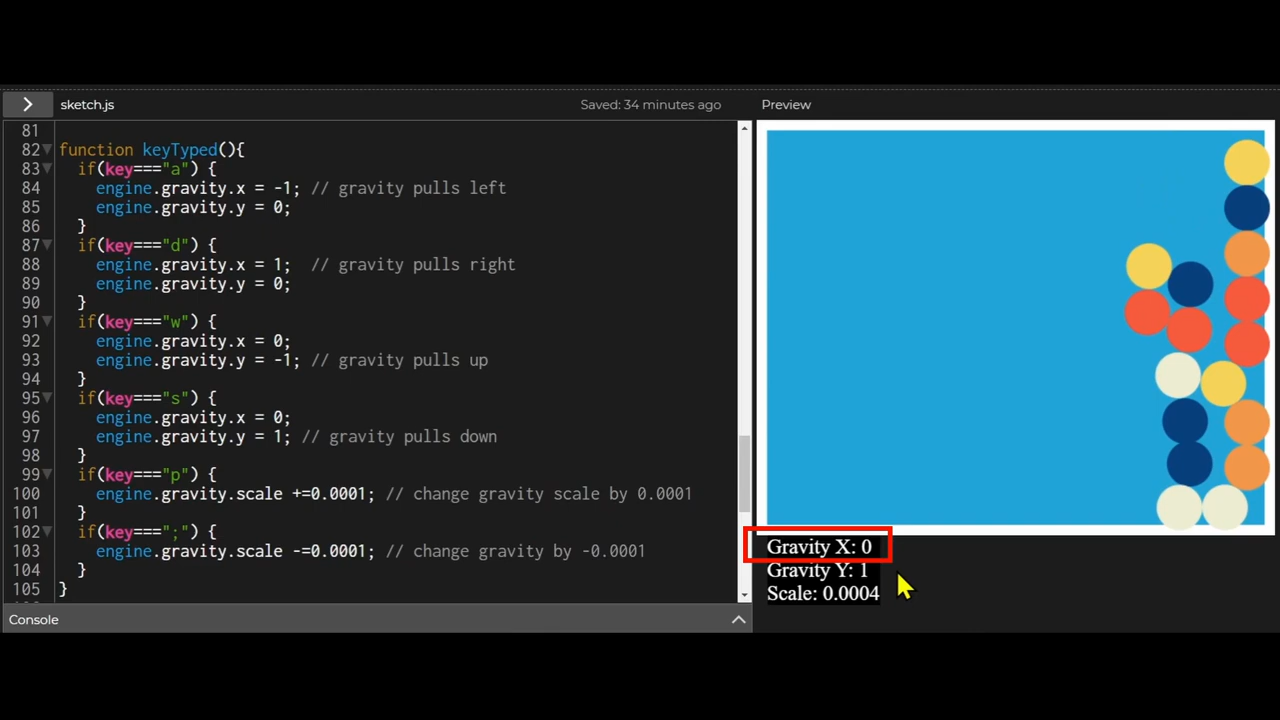 sketch.js
Saved: 34 minutes ago
Preview
81
82 function keyTyped(){
83 if(key==="a") {
84 engine.gravity.x = -1; // gravity pulls left
85 engine.gravity.y = 0;
86 }
87 if(key==="d") {
88 engine.gravity.x = 1; // gravity pulls right
89 engine.gravity.y = 0;
90 }
91 if(key==="w") {
92 engine.gravity.x = 0;
93 engine.gravity.y = -1; // gravity pulls up
94 }
95 if(key==="s") {
96 engine.gravity.x = 0;
97 engine.gravity.y = 1; // gravity pulls down
98 }
99 if(key==="p") {
100 engine.gravity.scale +=0.0001; // change gravity scale by 0.0001
101 }
102 if(key===";") {
103 engine.gravity.scale -=0.0001; // change gravity by -0.0001
104 }
105 }
Gravity X: 0
Gravity Y: 1
Scale: 0.0004
Console